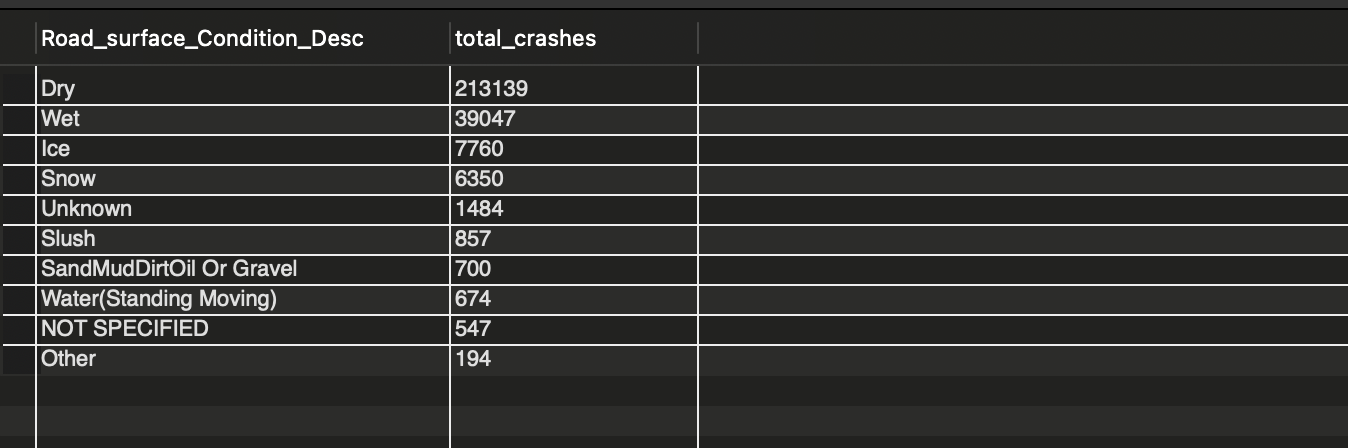 Road_surface_Condition_Desc total_crashes
Dry 213139
Wet 39047
Ice 7760
Snow 6350
Unknown 1484
Slush 857
SandMudDirtOil Or Gravel 700
Water(Standing Moving) 674
NOT SPECIFIED 547
Other 194